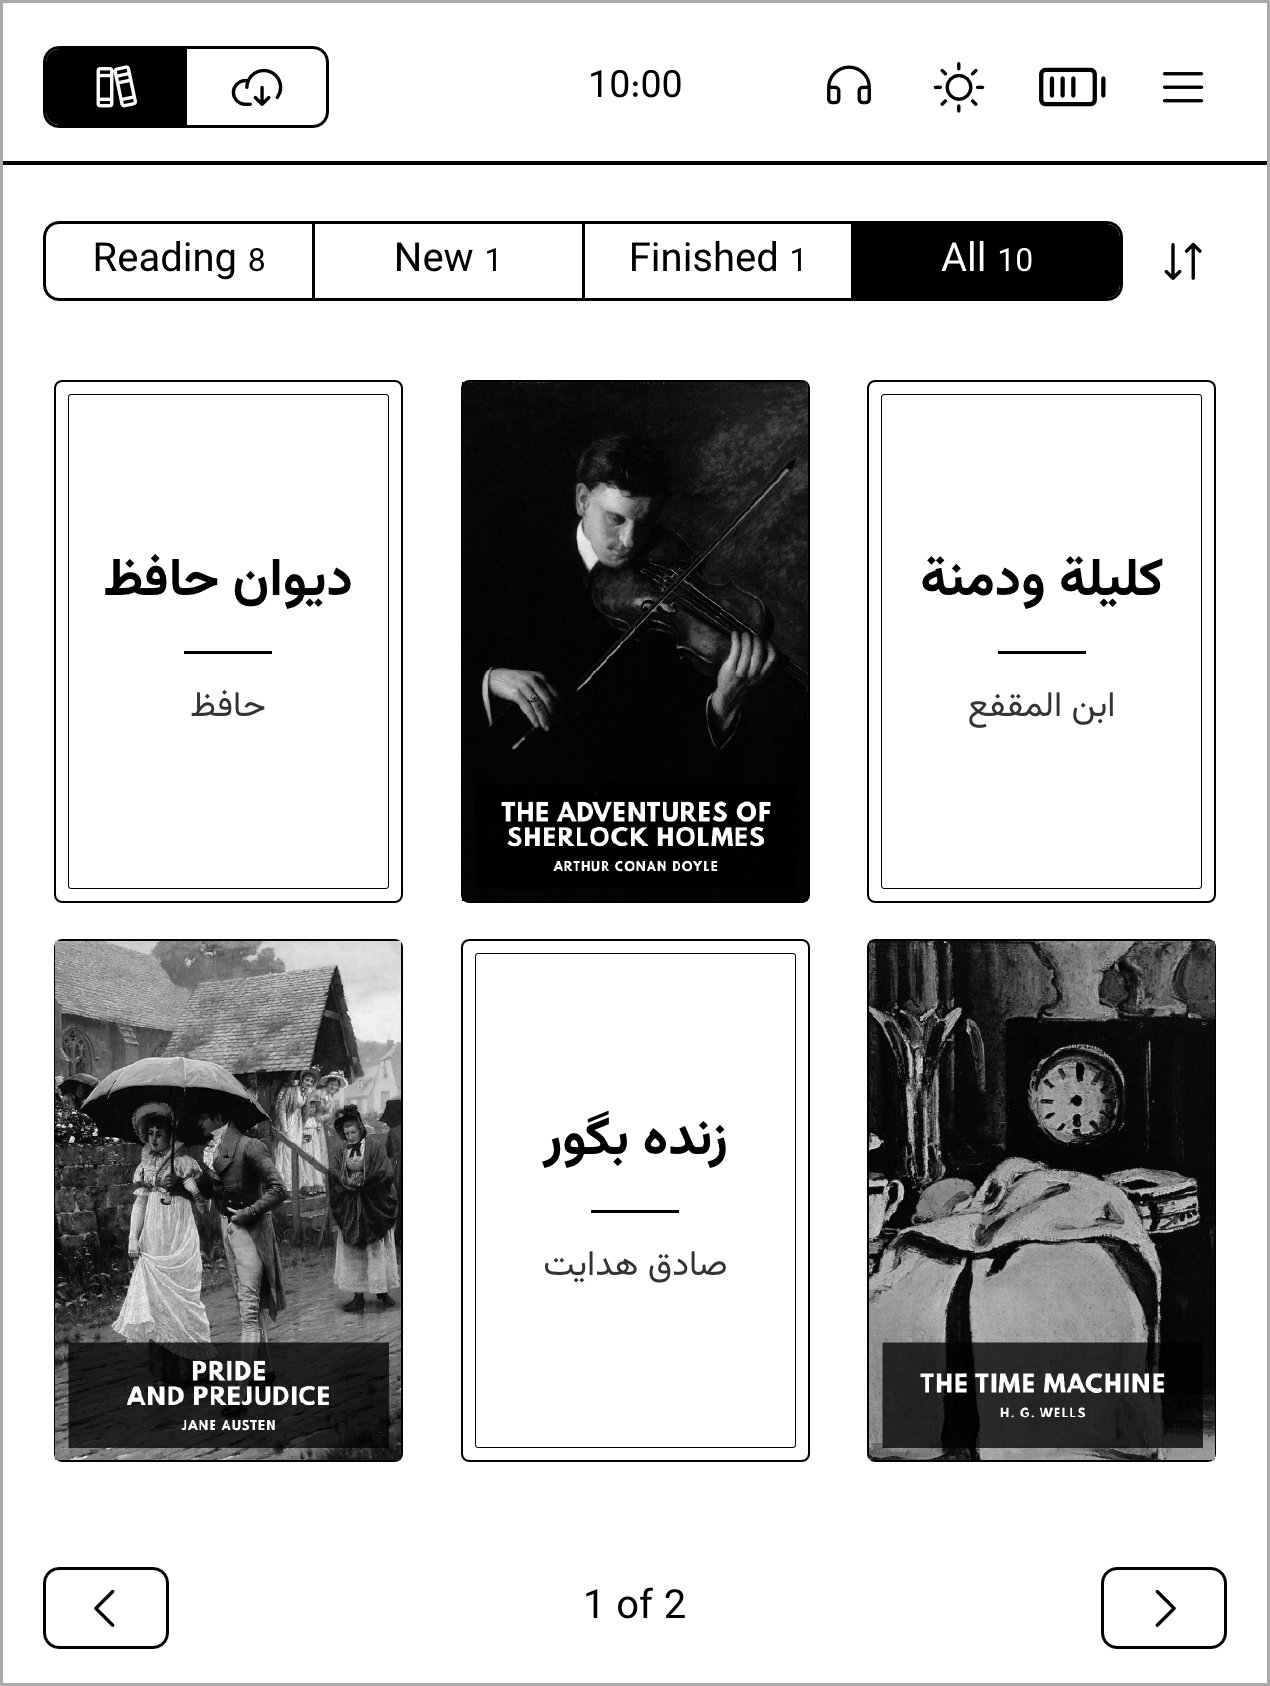 10:00
Reading 8
New 1
Finished 1
All 10
ديوان حافظ
حافظ
THE ADVENTURES OF
SHERLOCK HOLMES
ARTHUR CONAN DOYLE
كليلة ودمنة
ابن المقفع
PRIDE
AND PREJUDICE
JANE AUSTEN
زنده بگور
صادق هدايت
THE TIME MACHINE
H. G. WELLS
1 of 2